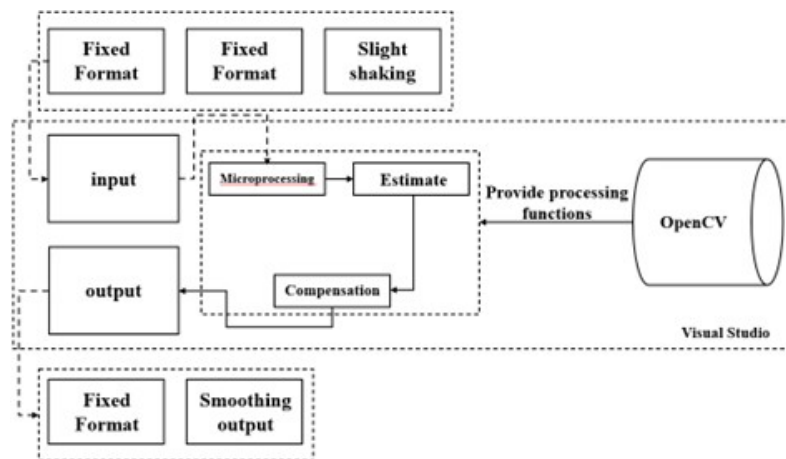 Fixed
Format
Fixed
Format
Slight
shaking
input
Microprocessing
Estimate
Provide processing
functions
OpenCV
output
Compensation
Visual Studio
Fixed
Format
Smoothing
output